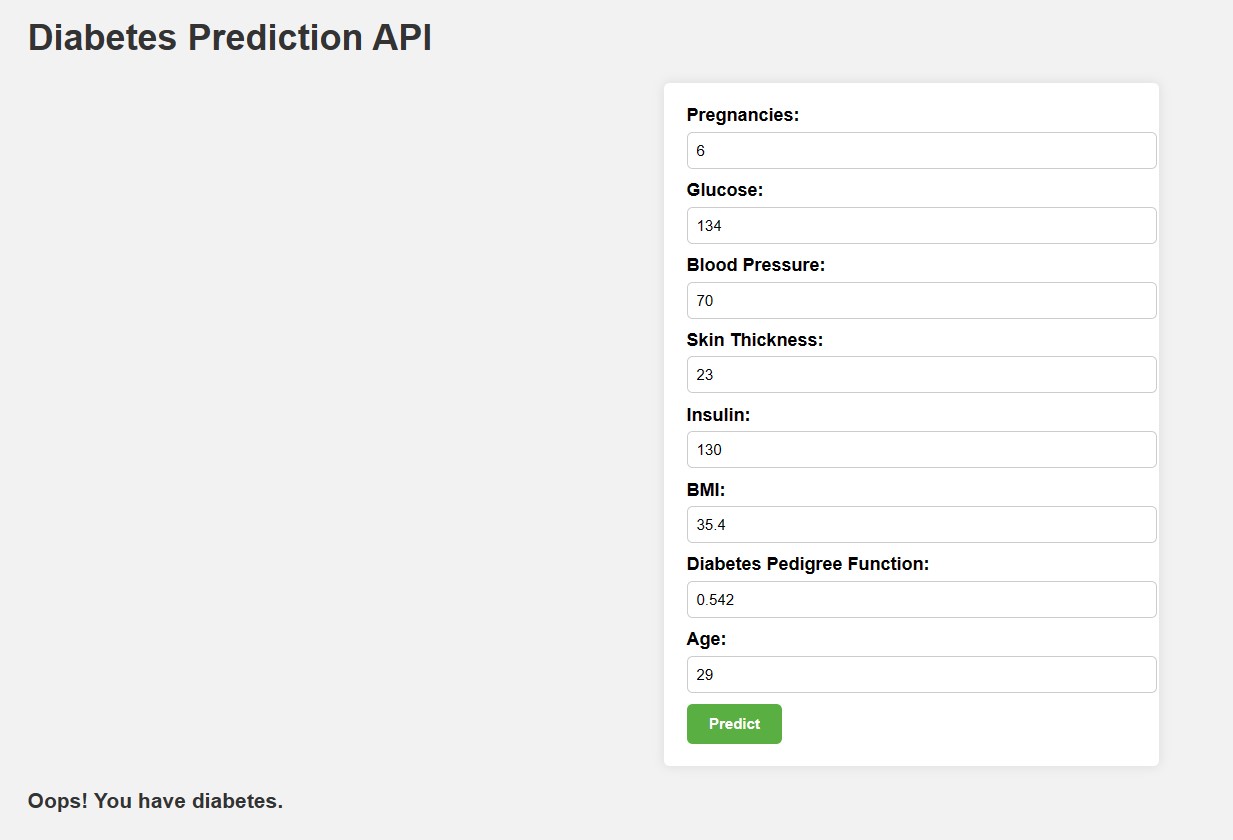 Diabetes Prediction API
Pregnancies:
6
Glucose:
134
Blood Pressure:
70
Skin Thickness:
23
Insulin:
130
BMI:
35.4
Diabetes Pedigree Function:
0.542
Age:
29
Predict
Oops! You have diabetes.